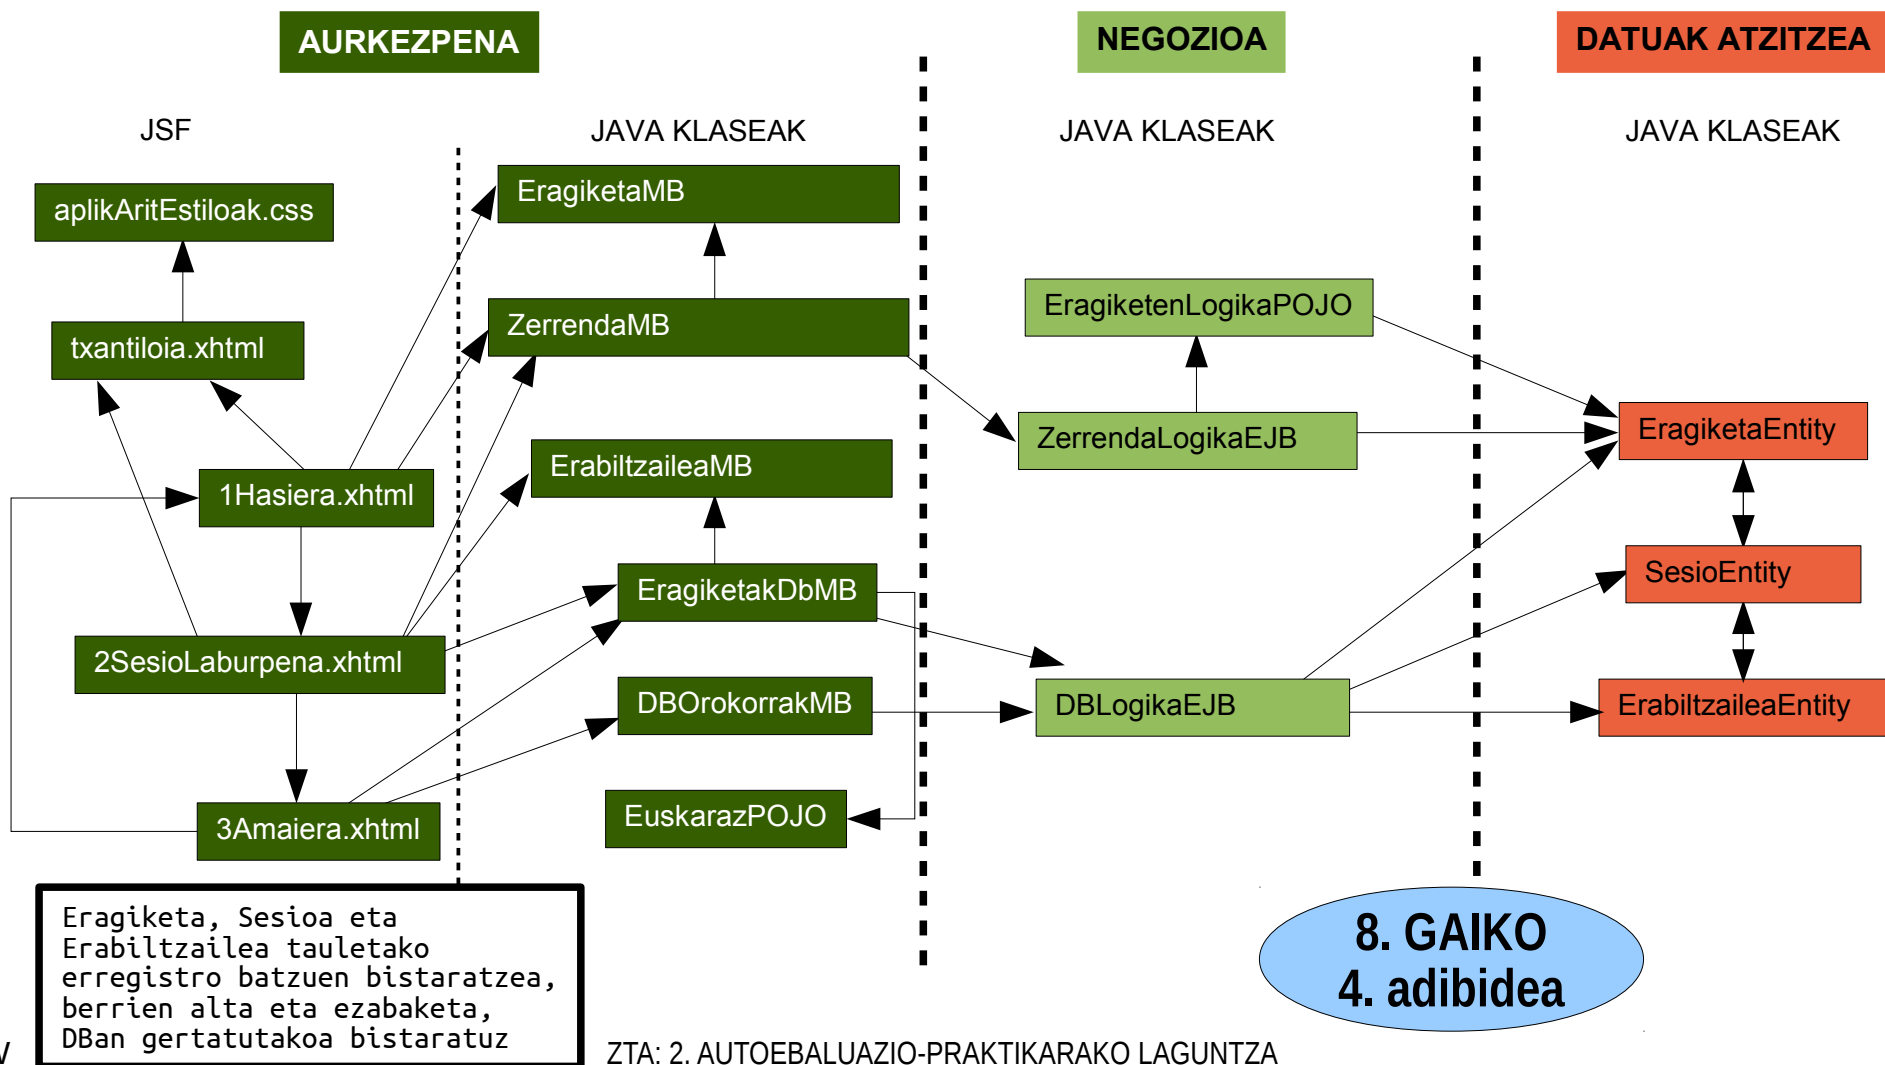 AURKEZPENA
NEGOZIOA
DATUAK ATZITZEA
JSF
JAVA KLASEAK
JAVA KLASEAK
JAVA KLASEAK
aplikAritEstiloak.css
txantiloia.xhtml
1Hasiera.xhtml
2SesioLaburpena.xhtml
3Amaiera.xhtml
EragiketaMB
ZerrendaMB
ErabiltzaileaMB
EragiketakDbMB
DBOrokorrakMB
EuskarazPOJO
EragiketenLogikaPOJO
ZerrendaLogikaEJB
DBLogikaEJB
EragiketaEntity
SesioEntity
ErabiltzaileaEntity
Eragiketa, Sesioa eta
Erabiltzailea tauletako
erregistro batzuen bistaratzea,
berrien alta eta ezabaketa,
DBan gertatutakoa bistaratuz
8. GAIKO
4. adibidea
ZTA: 2. AUTOEBALUAZIO-PRAKTIKARAKO LAGUNTZA